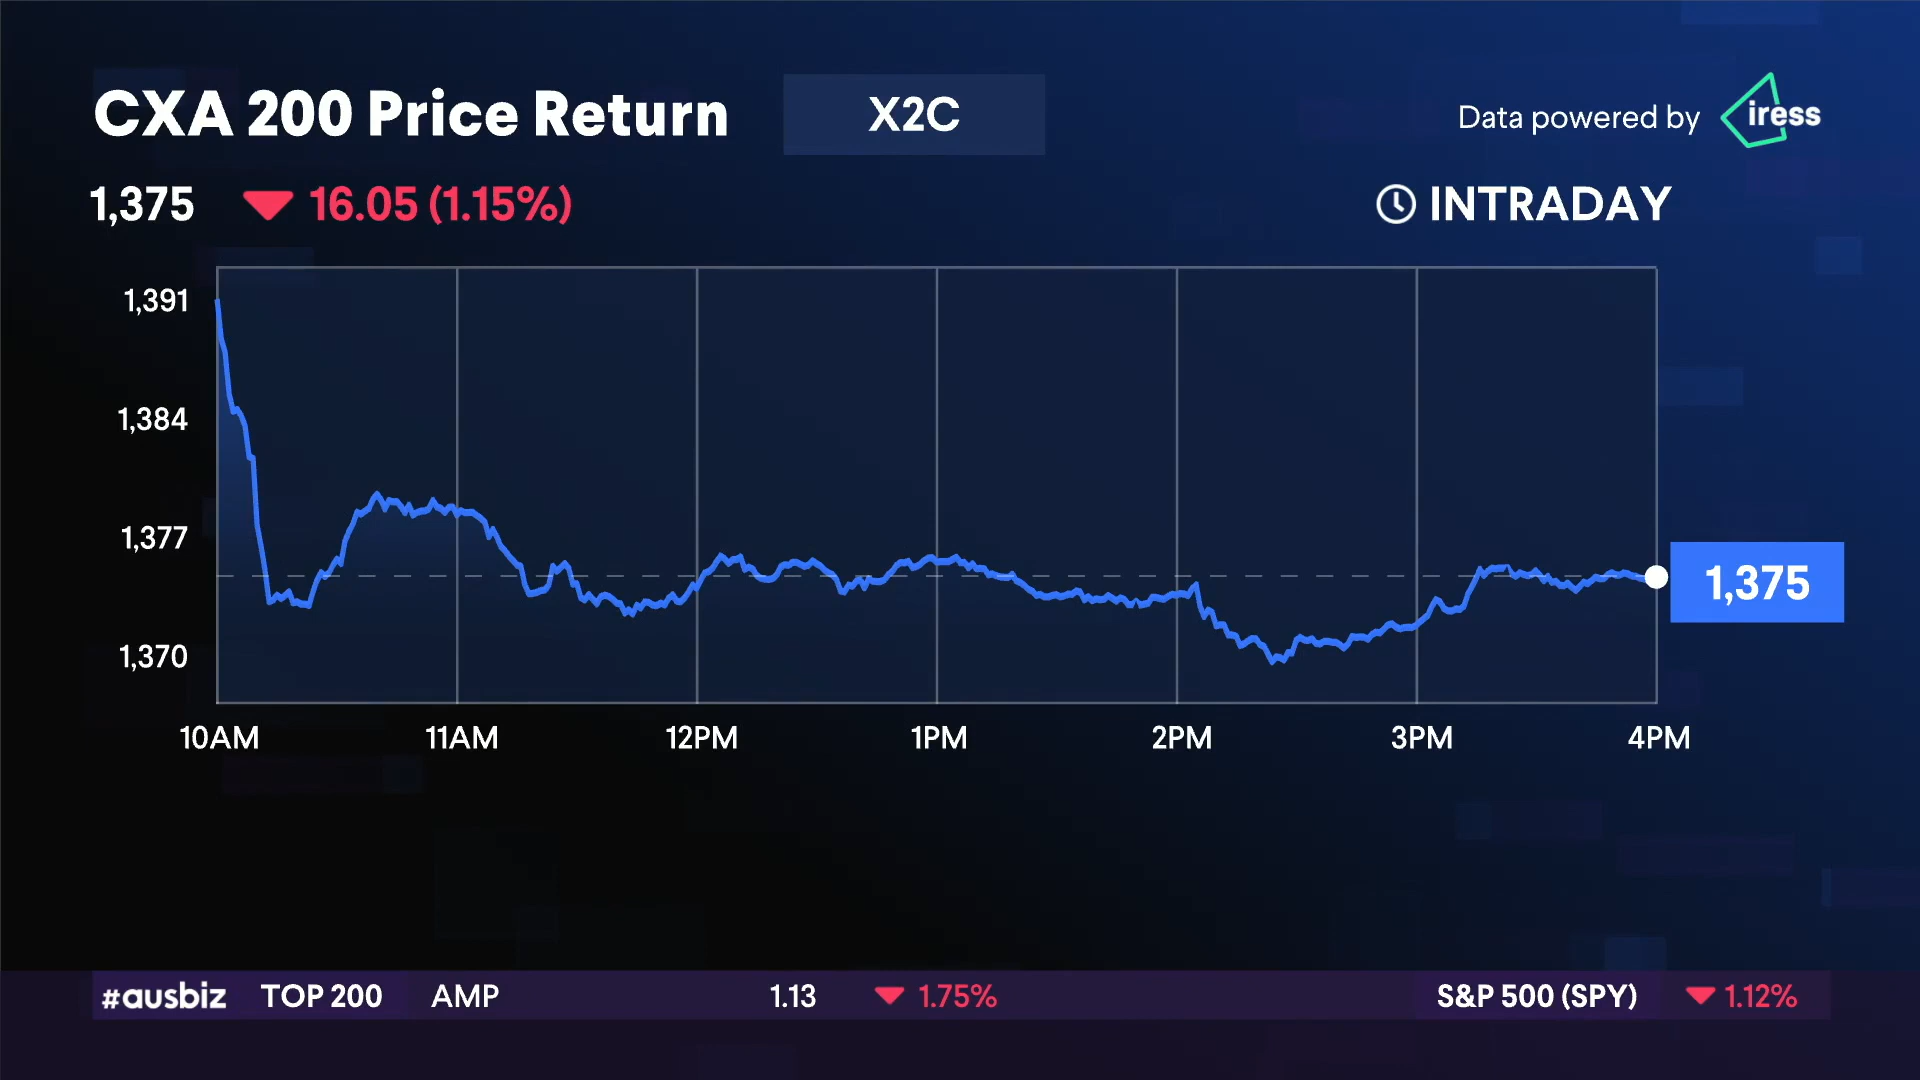 CXA 200 Price Return X2C Data powered by iress
1,375 16.05 (1.15%) INTRADAY
1,391
1,384
1,377
1,370
1,375
10AM 11AM 12PM 1PM 2PM 3PM 4PM
#ausbiz TOP 200 AMP 1.13 1.75% S&P 500 (SPY) 1.12%